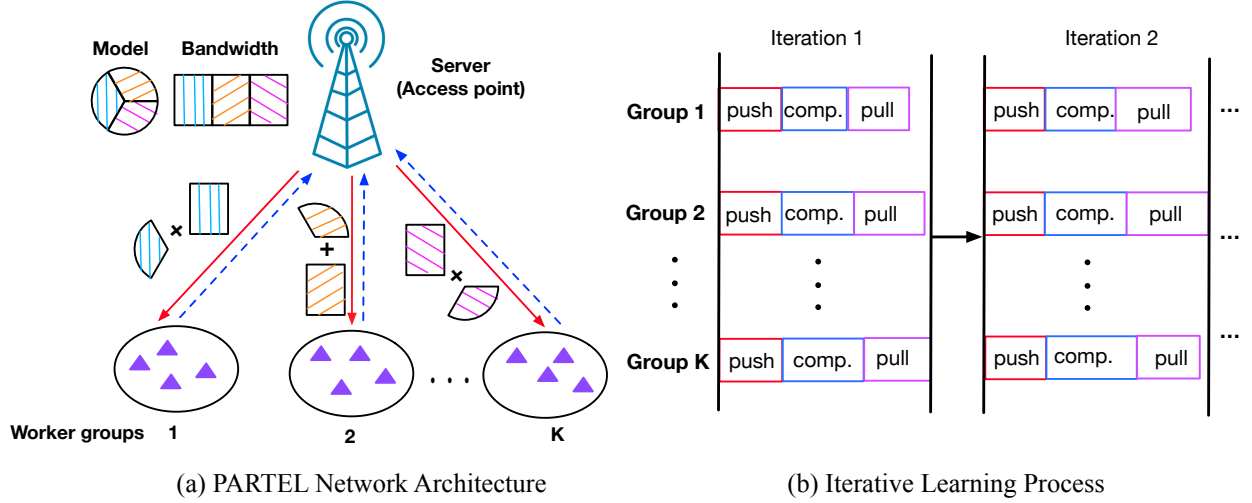 Model
Bandwidth
Server
(Access point)
×
+
×
Worker groups
1
2
K
(a) PARTEL Network Architecture
Iteration 1
Iteration 2
Group 1
push
comp.
pull
push
comp.
pull
...
Group 2
push
comp.
pull
push
comp.
pull
...
Group K
push
comp.
pull
push
comp.
pull
...
(b) Iterative Learning Process